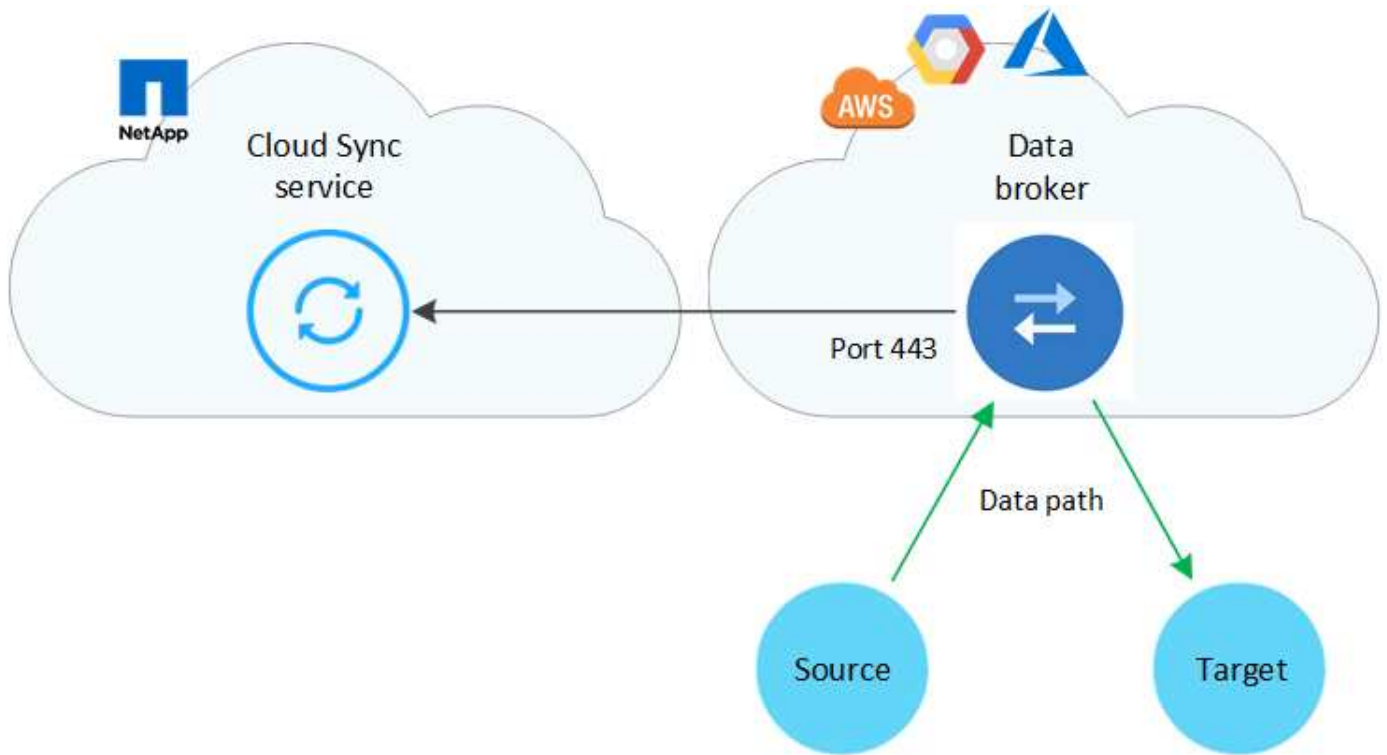 NetApp
Cloud Sync
service
AWS
Data
broker
Port 443
Data path
Source
Target